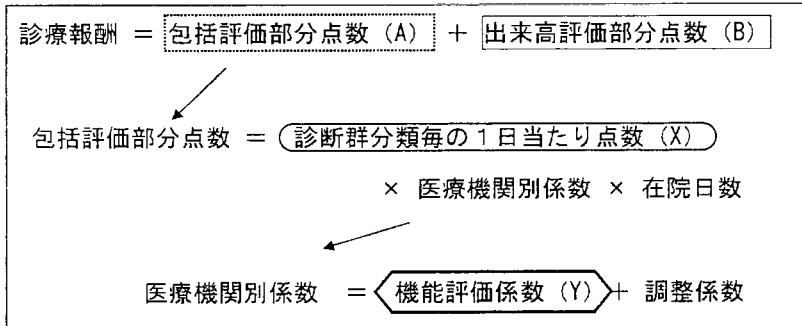 診療報酬 = 包括評価部分点数(A) + 出来高評価部分点数(B)
包括評価部分点数 = 診断群分類毎の1日当たり点数(X)
× 医療機関別係数 × 在院日数
医療機関別係数 = 機能評価係数(Y) + 調整係数